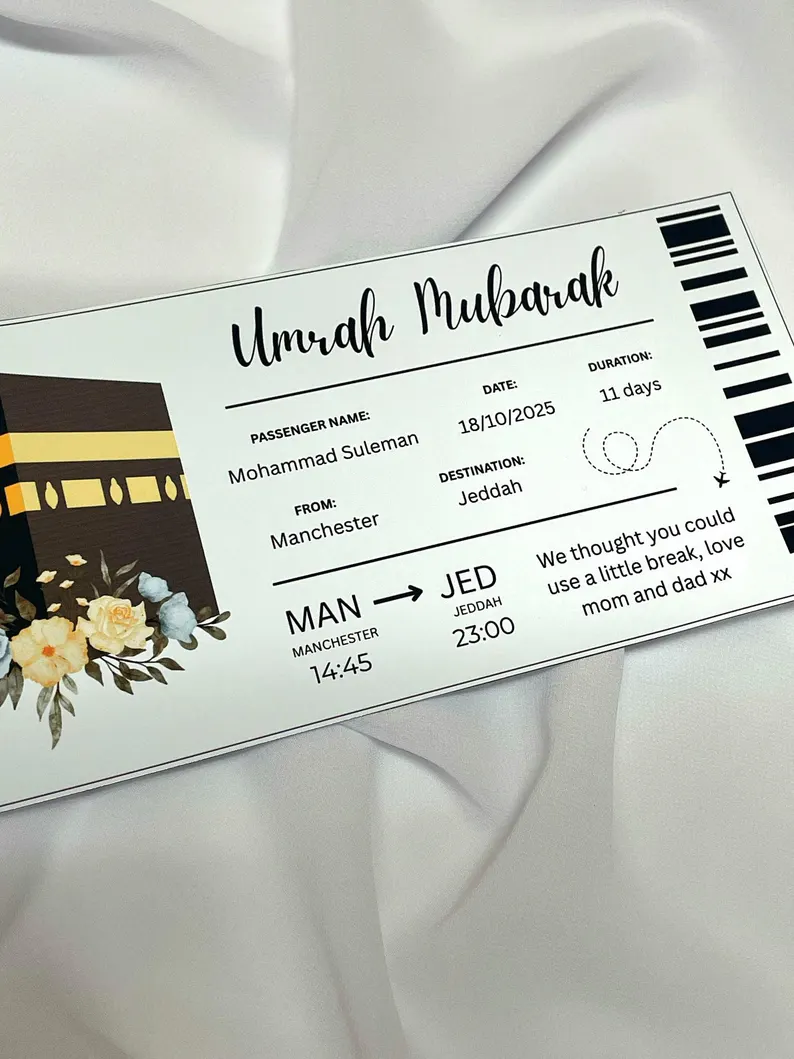 Umrah Mubarak
PASSENGER NAME:
Mohammad Suleman
DATE:
18/10/2025
DURATION:
11 days
FROM:
Manchester
DESTINATION:
Jeddah
MAN → JED
MANCHESTER
14:45
JEDDAH
23:00
We thought you could
use a little break, love
mom and dad xx